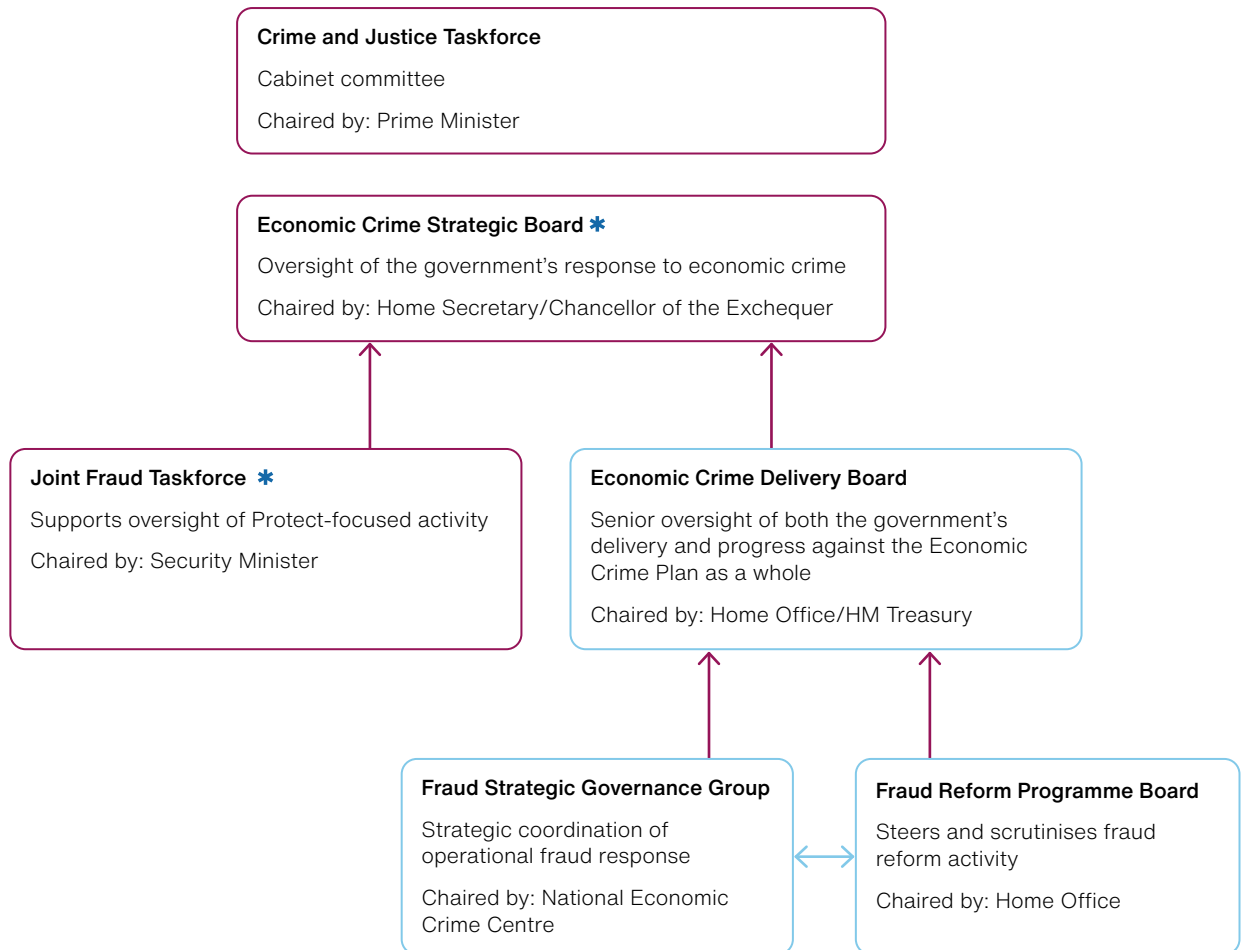 Crime and Justice Taskforce
Cabinet committee
Chaired by: Prime Minister
Economic Crime Strategic Board *
Oversight of the government’s response to economic crime
Chaired by: Home Secretary/Chancellor of the Exchequer
Joint Fraud Taskforce *
Supports oversight of Protect-focused activity
Chaired by: Security Minister
Economic Crime Delivery Board
Senior oversight of both the government’s
delivery and progress against the Economic
Crime Plan as a whole
Chaired by: Home Office/HM Treasury
Fraud Strategic Governance Group
Strategic coordination of
operational fraud response
Chaired by: National Economic
Crime Centre
Fraud Reform Programme Board
Steers and scrutinises fraud
reform activity
Chaired by: Home Office